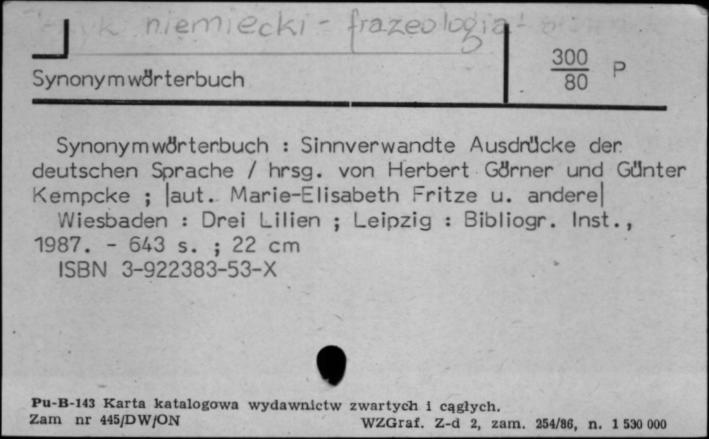 niemiecki - frazeologia
Synonymwörterbuch
300
80
P
Synonymwörterbuch : Sinnverwandte Ausdrücke der
deutschen Sprache / hrsg. von Herbert Görner und Günter
Kempcke ; |aut. Marie-Elisabeth Fritze u. andere|
Wiesbaden : Drei Lilien ; Leipzig : Bibliogr. Inst.,
1987. - 643 s. ; 22 cm
ISBN 3-922383-53-X
Pu-B-143 Karta katalogowa wydawnictw zwartych i ciągłych.
Zam nr 445/DW/ON WZGraf. Z-d 2, zam. 254/86, n. 1 530 000